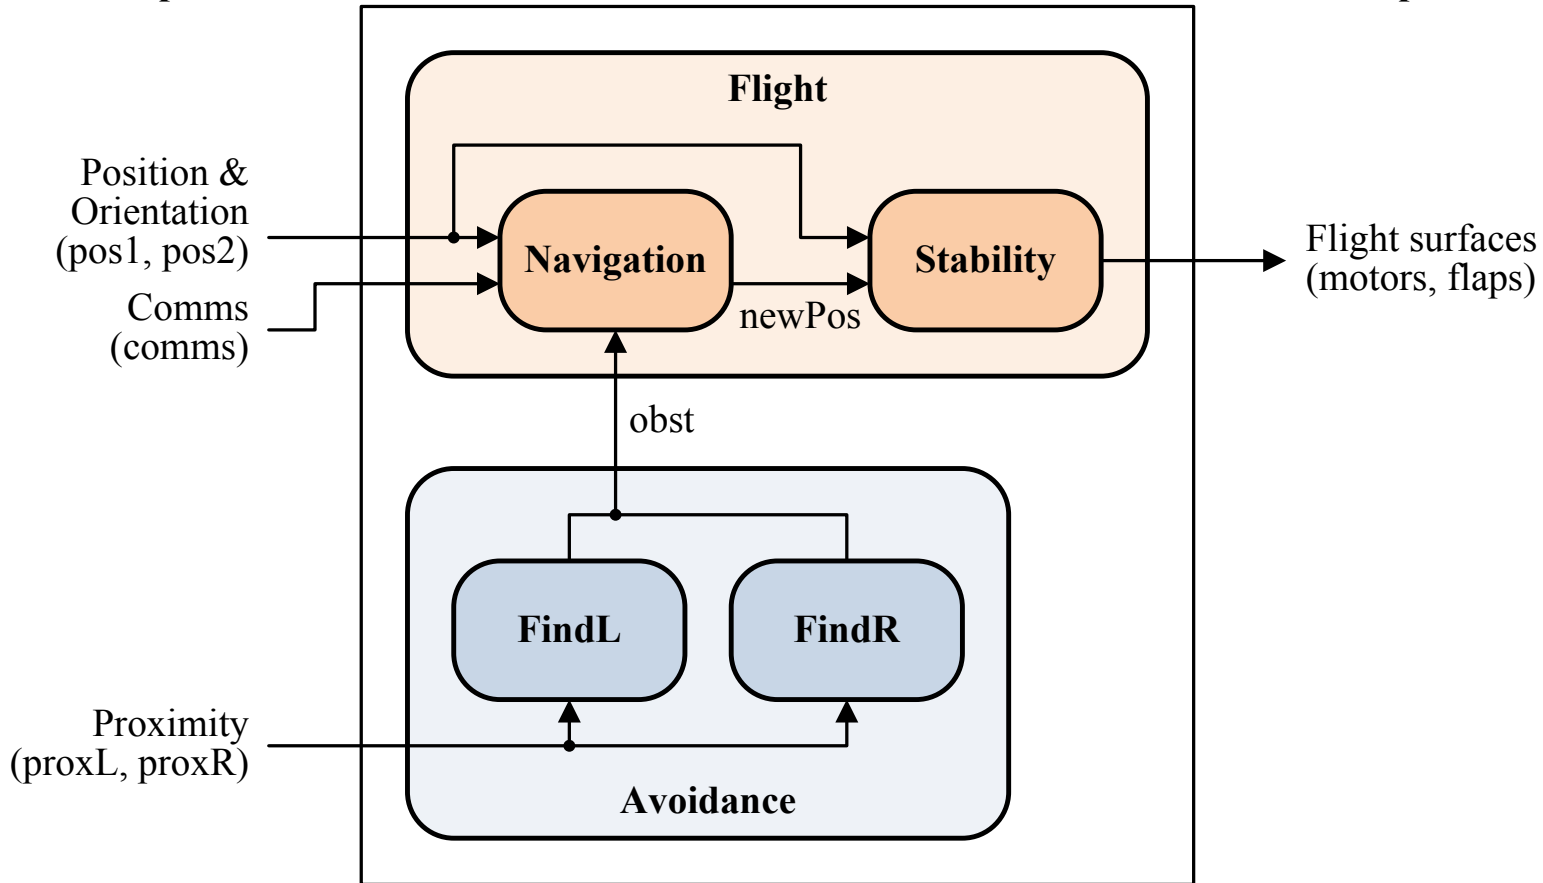 Flight
Position &
Orientation
(pos1, pos2)
Navigation
Stability
Flight surfaces
(motors, flaps)
Comms
(comms)
newPos
obst
FindL
FindR
Proximity
(proxL, proxR)
Avoidance